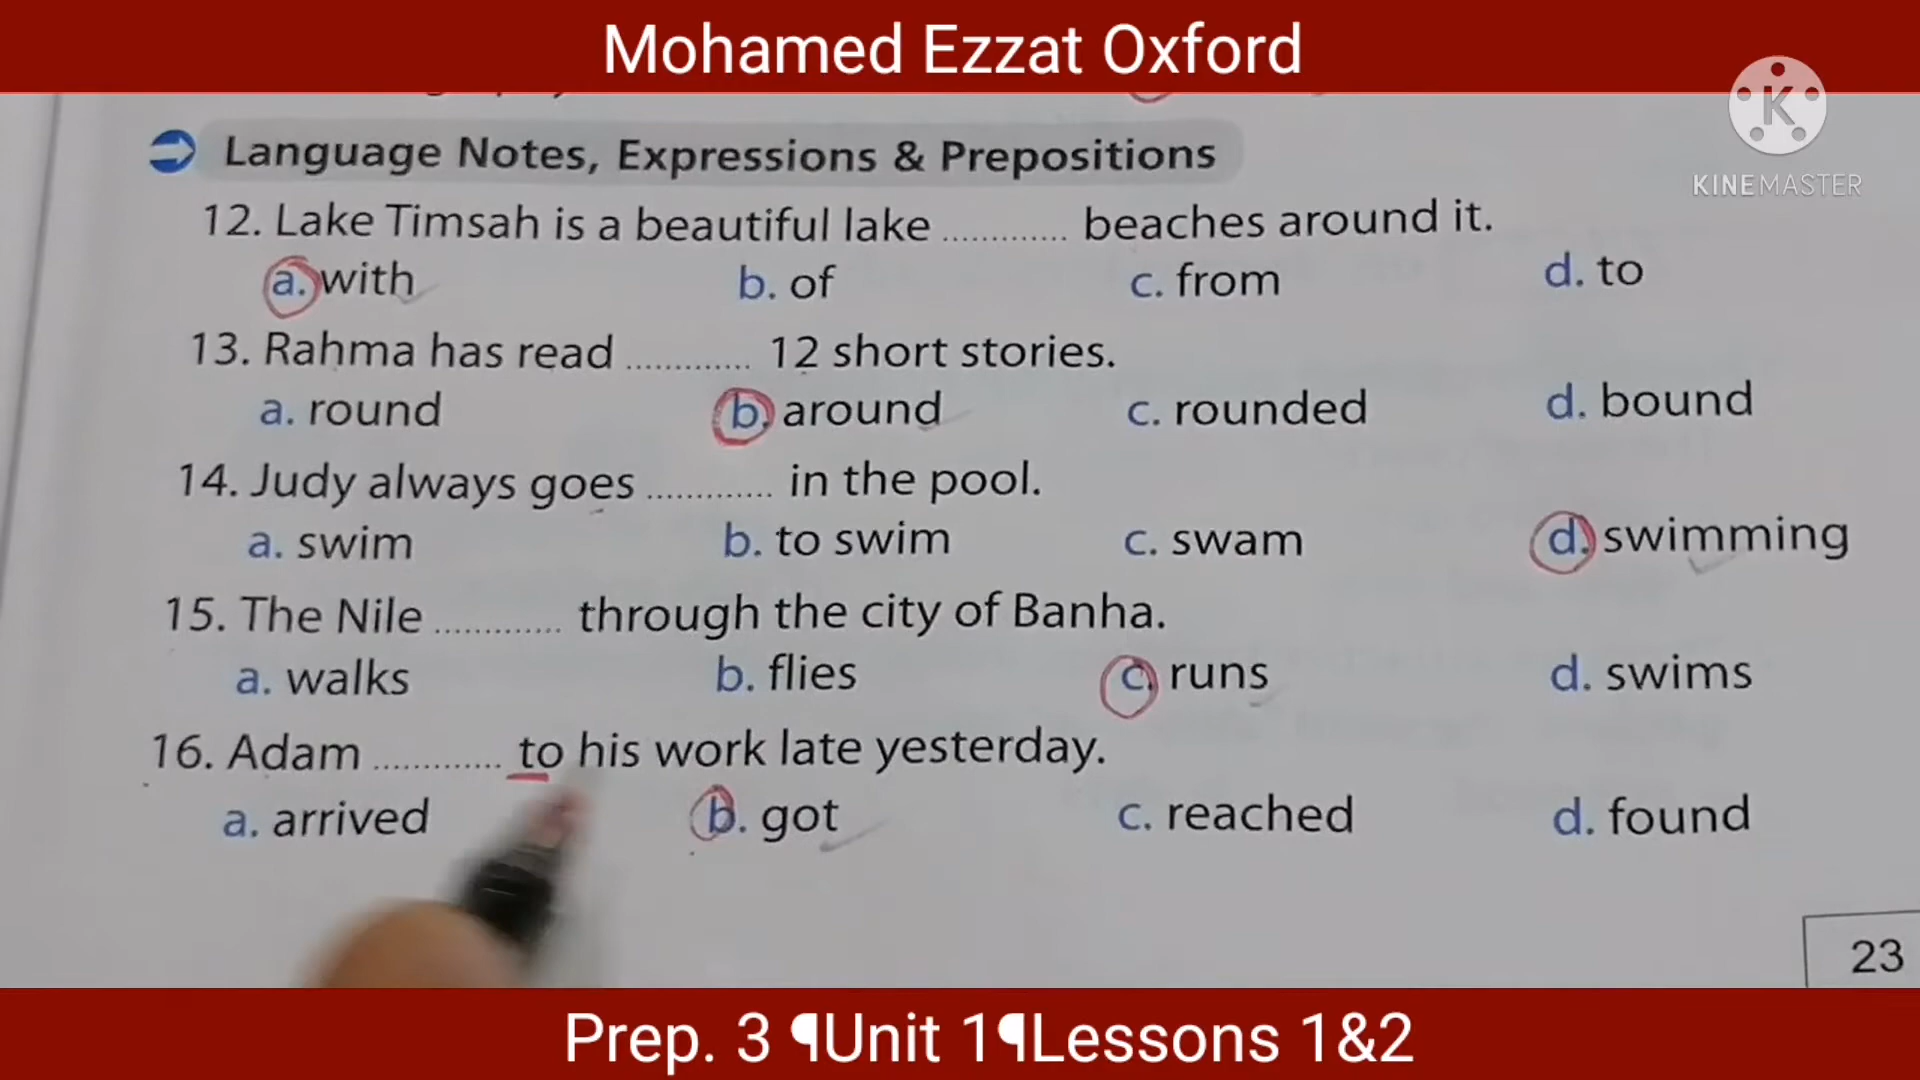 Mohamed Ezzat Oxford
K
KINEMASTER
Language Notes, Expressions & Prepositions
12. Lake Timsah is a beautiful lake ............. beaches around it.
a. with b. of c. from d. to
13. Rahma has read ............. 12 short stories.
a. round b. around c. rounded d. bound
14. Judy always goes ............. in the pool.
a. swim b. to swim c. swam d. swimming
15. The Nile ............. through the city of Banha.
a. walks b. flies c. runs d. swims
16. Adam ............. to his work late yesterday.
a. arrived b. got c. reached d. found
23
Prep. 3 ¶Unit 1¶Lessons 1&2